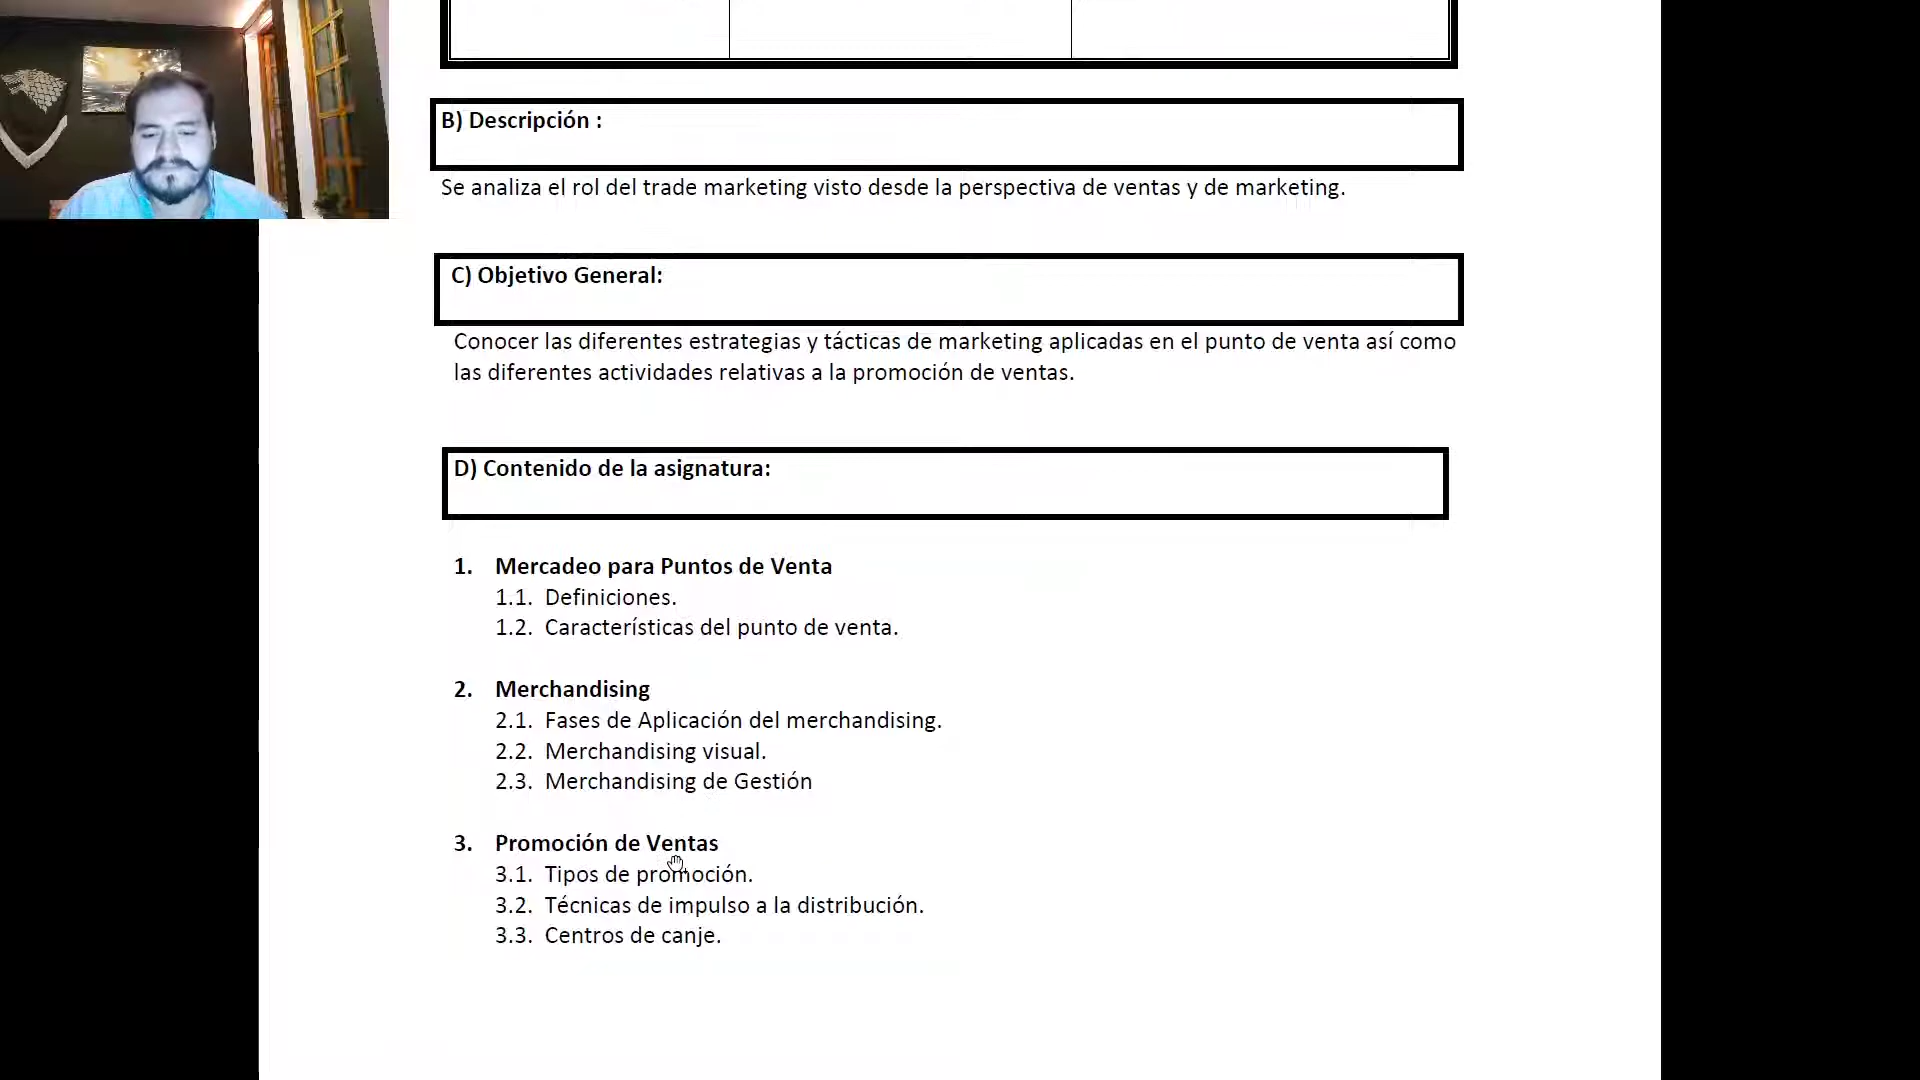 B) Descripción :
Se analiza el rol del trade marketing visto desde la perspectiva de ventas y de marketing.
C) Objetivo General:
Conocer las diferentes estrategias y tácticas de marketing aplicadas en el punto de venta así como
las diferentes actividades relativas a la promoción de ventas.
D) Contenido de la asignatura:
1. Mercadeo para Puntos de Venta
1.1. Definiciones.
1.2. Características del punto de venta.
2. Merchandising
2.1. Fases de Aplicación del merchandising.
2.2. Merchandising visual.
2.3. Merchandising de Gestión
3. Promoción de Ventas
3.1. Tipos de promoción.
3.2. Técnicas de impulso a la distribución.
3.3. Centros de canje.